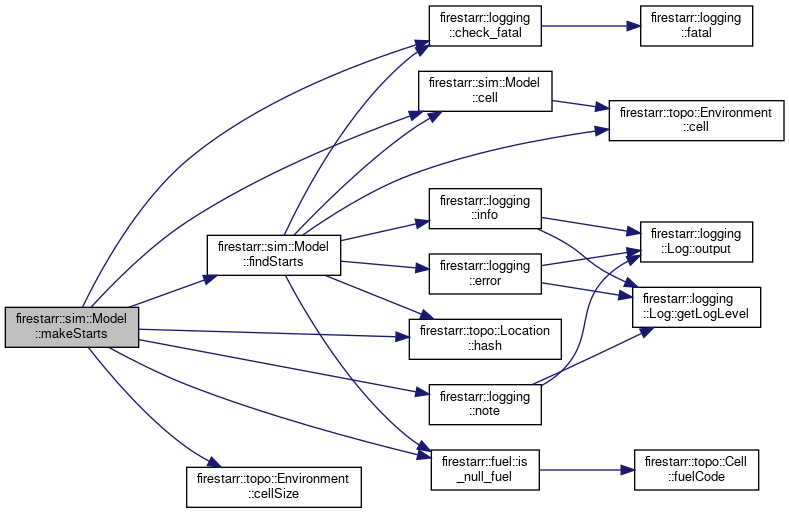 firestarr::logging
::check_fatal
firestarr::logging
::fatal
firestarr::sim::Model
::cell
firestarr::topo::Environment
::cell
firestarr::logging
::info
firestarr::logging
::Log::output
firestarr::sim::Model
::findStarts
firestarr::logging
::error
firestarr::logging
::Log::getLogLevel
firestarr::sim::Model
::makeStarts
firestarr::topo::Location
::hash
firestarr::logging
::note
firestarr::fuel::is
_null_fuel
firestarr::topo::Cell
::fuelCode
firestarr::topo::Environment
::cellSize